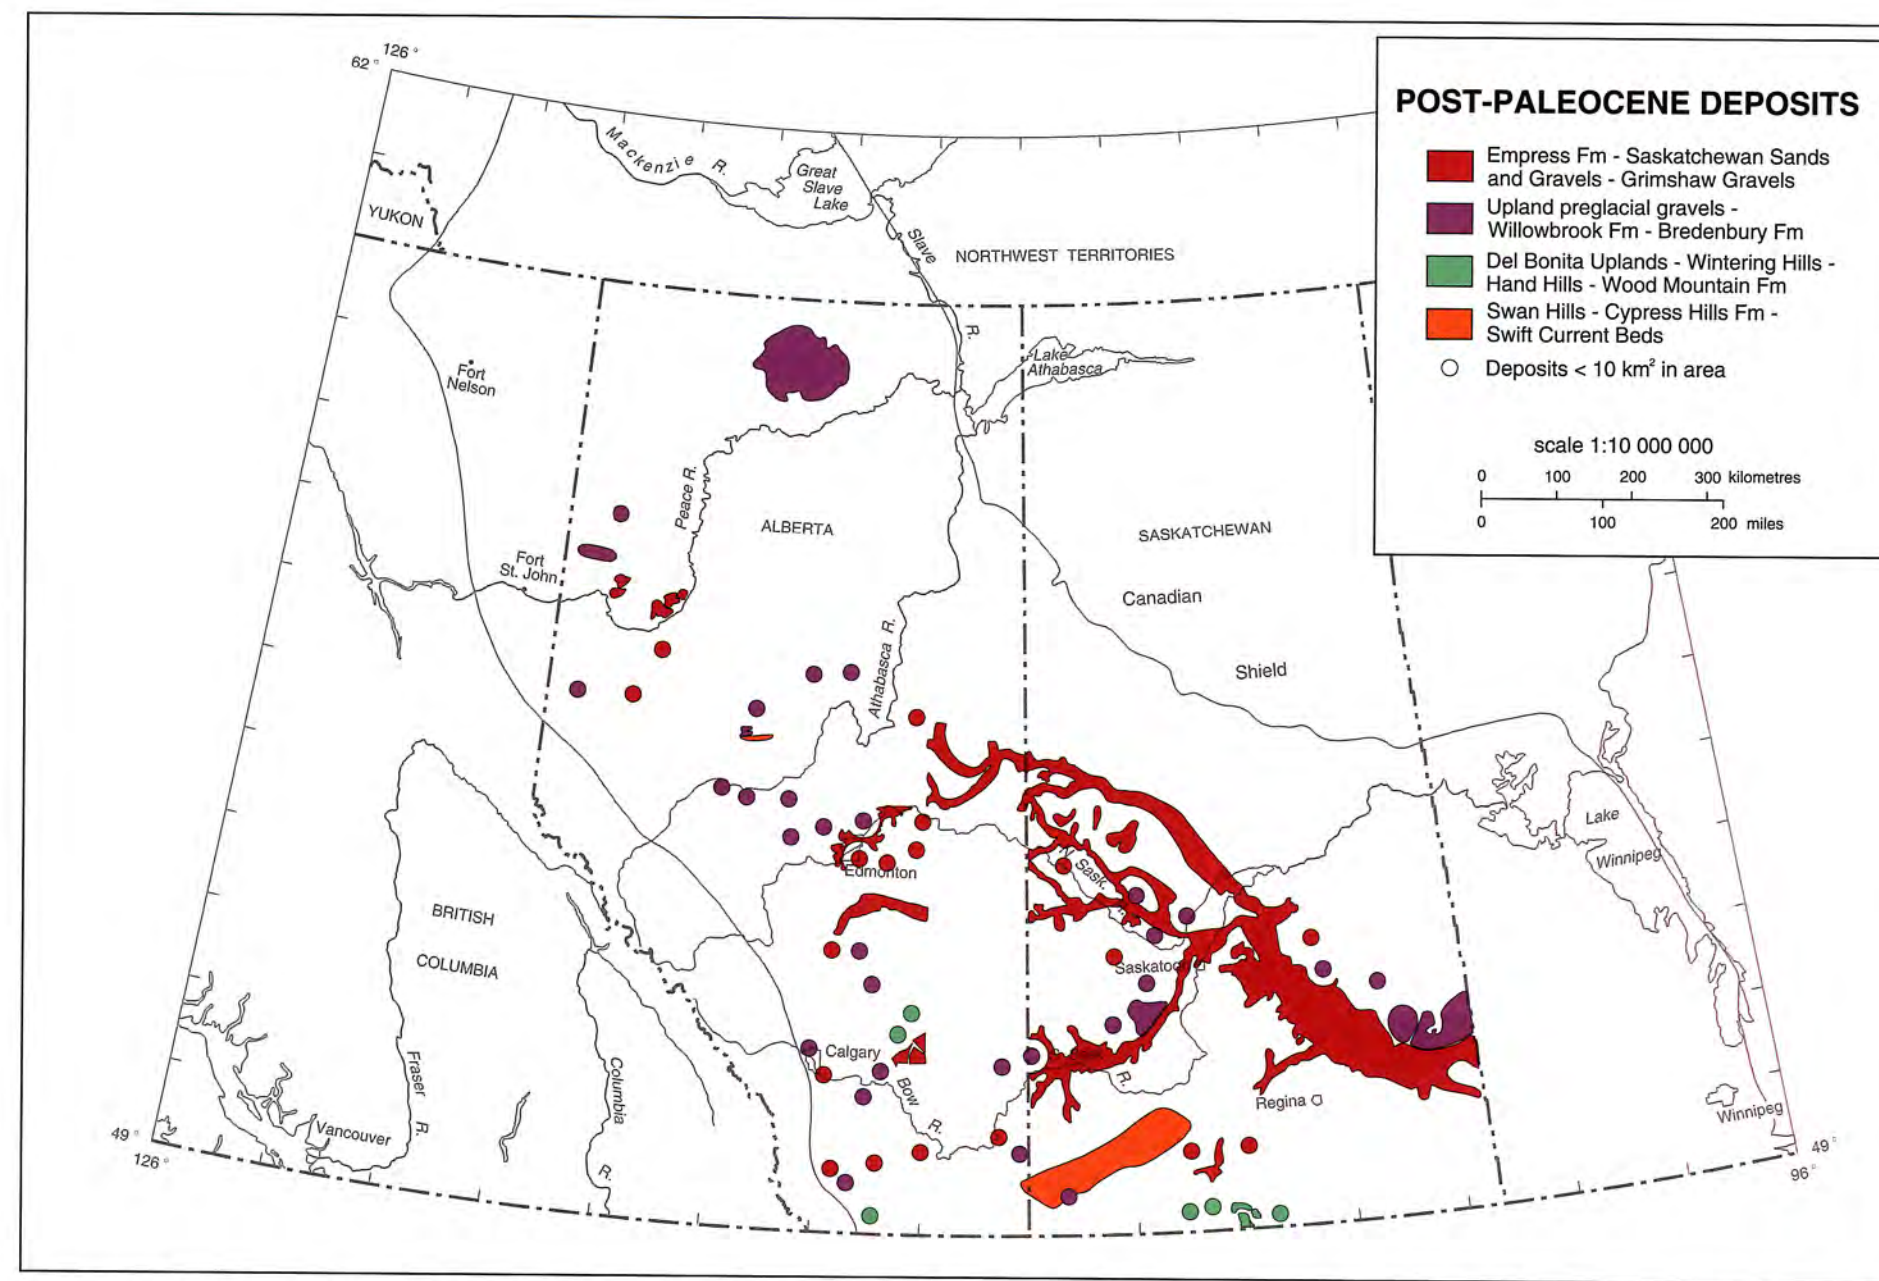 126 °
62 °
Mackenzie R.
Great
Slave
Lake
YUKON
Slave
R.
NORTHWEST TERRITORIES
POST-PALEOCENE DEPOSITS
Empress Fm - Saskatchewan Sands
and Gravels - Grimshaw Gravels
Upland preglacial gravels -
Willowbrook Fm - Bredenbury Fm
Del Bonita Uplands - Wintering Hills -
Hand Hills - Wood Mountain Fm
Swan Hills - Cypress Hills Fm -
Swift Current Beds
Deposits < 10 km² in area
scale 1:10 000 000
0 100 200 300 kilometres
0 100 200 miles
Fort
Nelson
Lake
Athabasca
Peace R.
ALBERTA
SASKATCHEWAN
Fort
St. John
Canadian
Shield
Athabasca R.
Lake
Winnipeg
Edmonton
N. Sask.
R.
BRITISH
COLUMBIA
Saskatoon
Calgary
Bow
R.
R.
Fraser
R.
Columbia
R.
Regina
Vancouver
Winnipeg
49 °
126 °
49 °
96 °